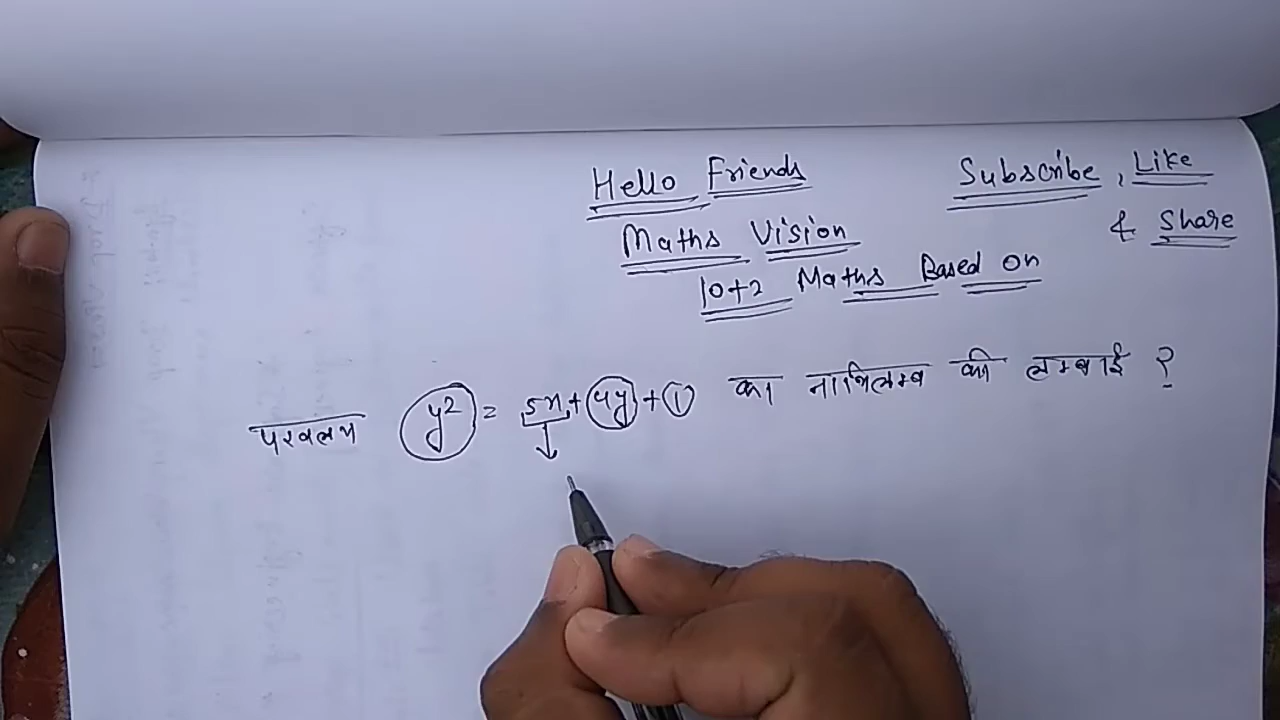 Hello Friends
Subscribe, Like
& Share
Maths Vision
10+2 Maths Based on
परवलय y² = 5x + 4y + 1 का नाभिलम्ब की लम्बाई ?